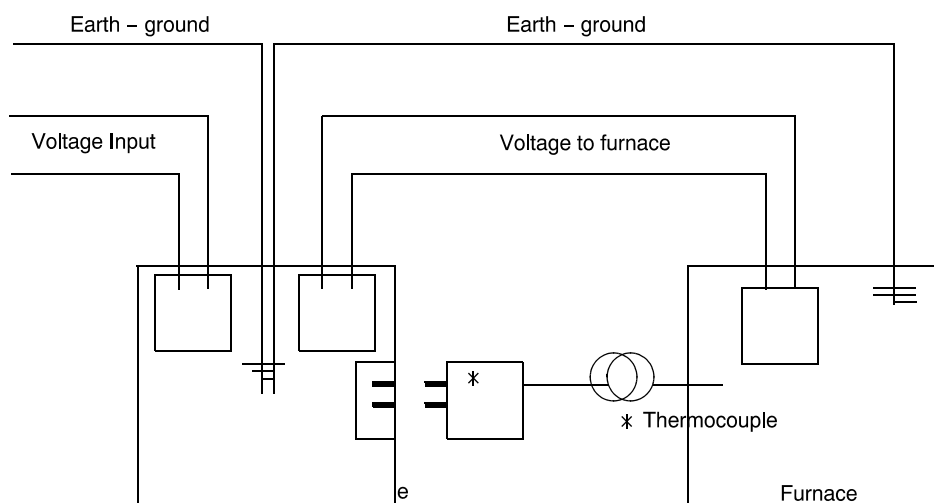 Earth – ground
Earth – ground
Voltage Input
Voltage to furnace
* Thermocouple
e
Furnace